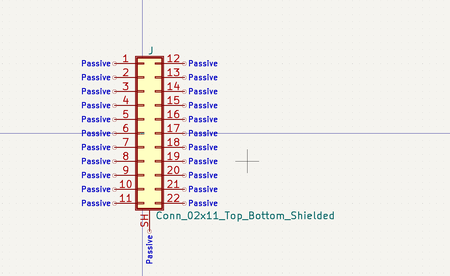 J
Passive 1 12 Passive
Passive 2 13 Passive
Passive 3 14 Passive
Passive 4 15 Passive
Passive 5 16 Passive
Passive 6 17 Passive
Passive 7 18 Passive
Passive 8 19 Passive
Passive 9 20 Passive
Passive 10 21 Passive
Passive 11 22 Passive
SH
Conn_02x11_Top_Bottom_Shielded
Passive